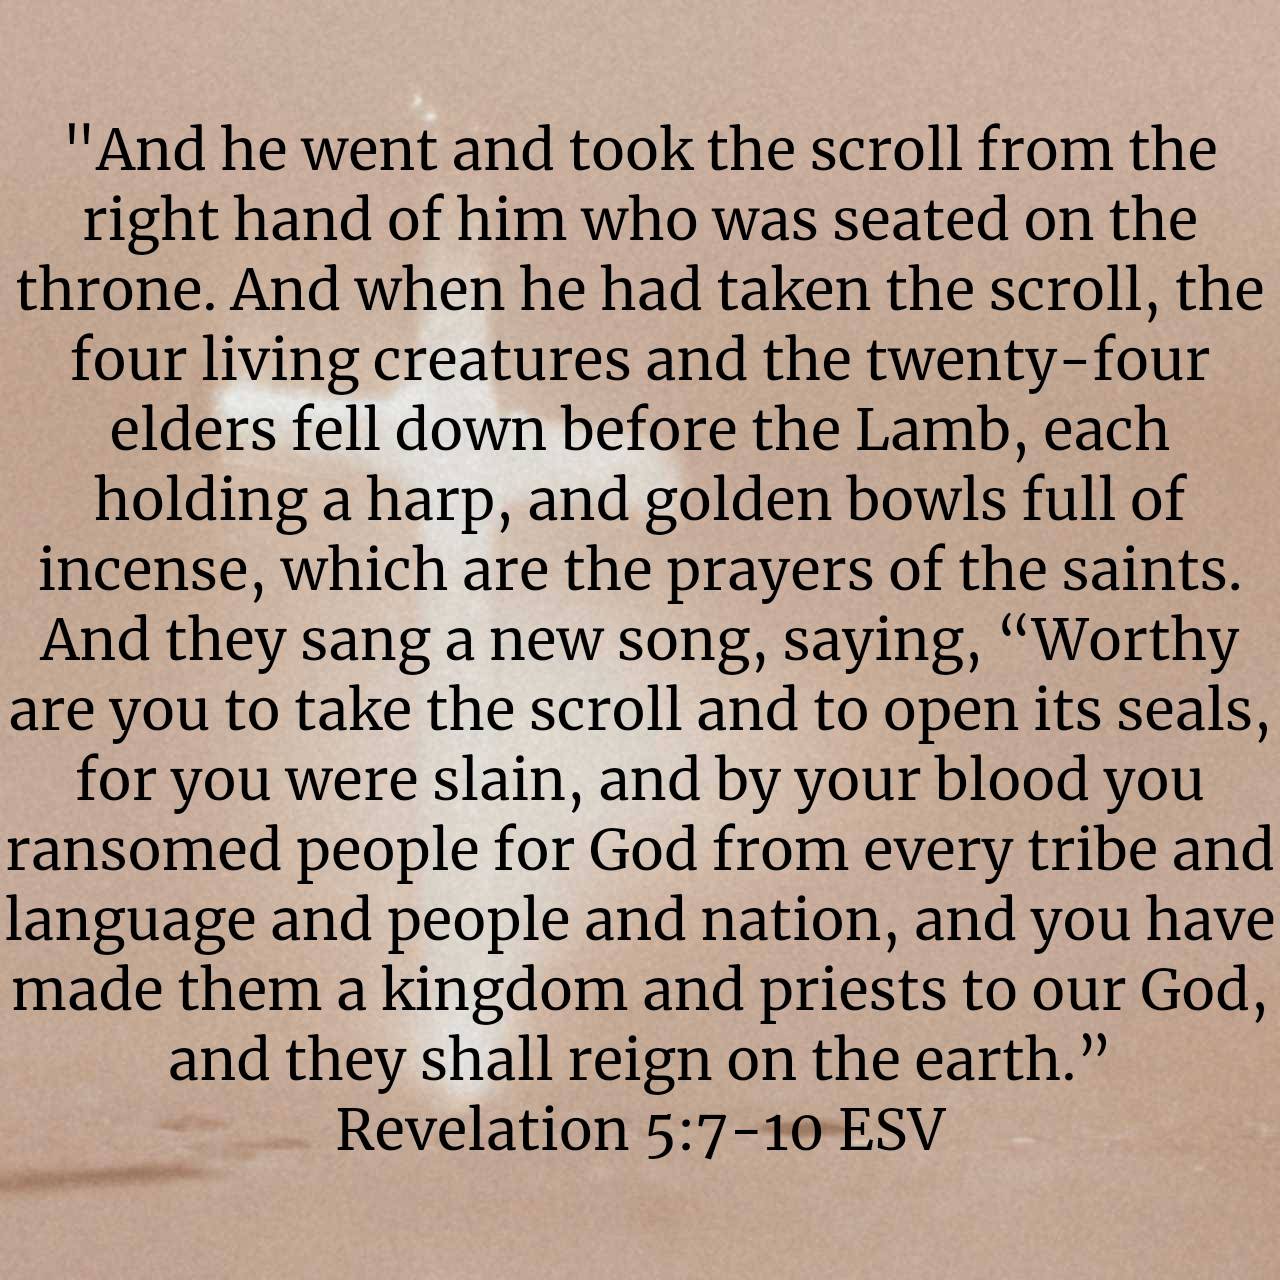 "And he went and took the scroll from the
right hand of him who was seated on the
throne. And when he had taken the scroll, the
four living creatures and the twenty-four
elders fell down before the Lamb, each
holding a harp, and golden bowls full of
incense, which are the prayers of the saints.
And they sang a new song, saying, “Worthy
are you to take the scroll and to open its seals,
for you were slain, and by your blood you
ransomed people for God from every tribe and
language and people and nation, and you have
made them a kingdom and priests to our God,
and they shall reign on the earth.”
Revelation 5:7-10 ESV